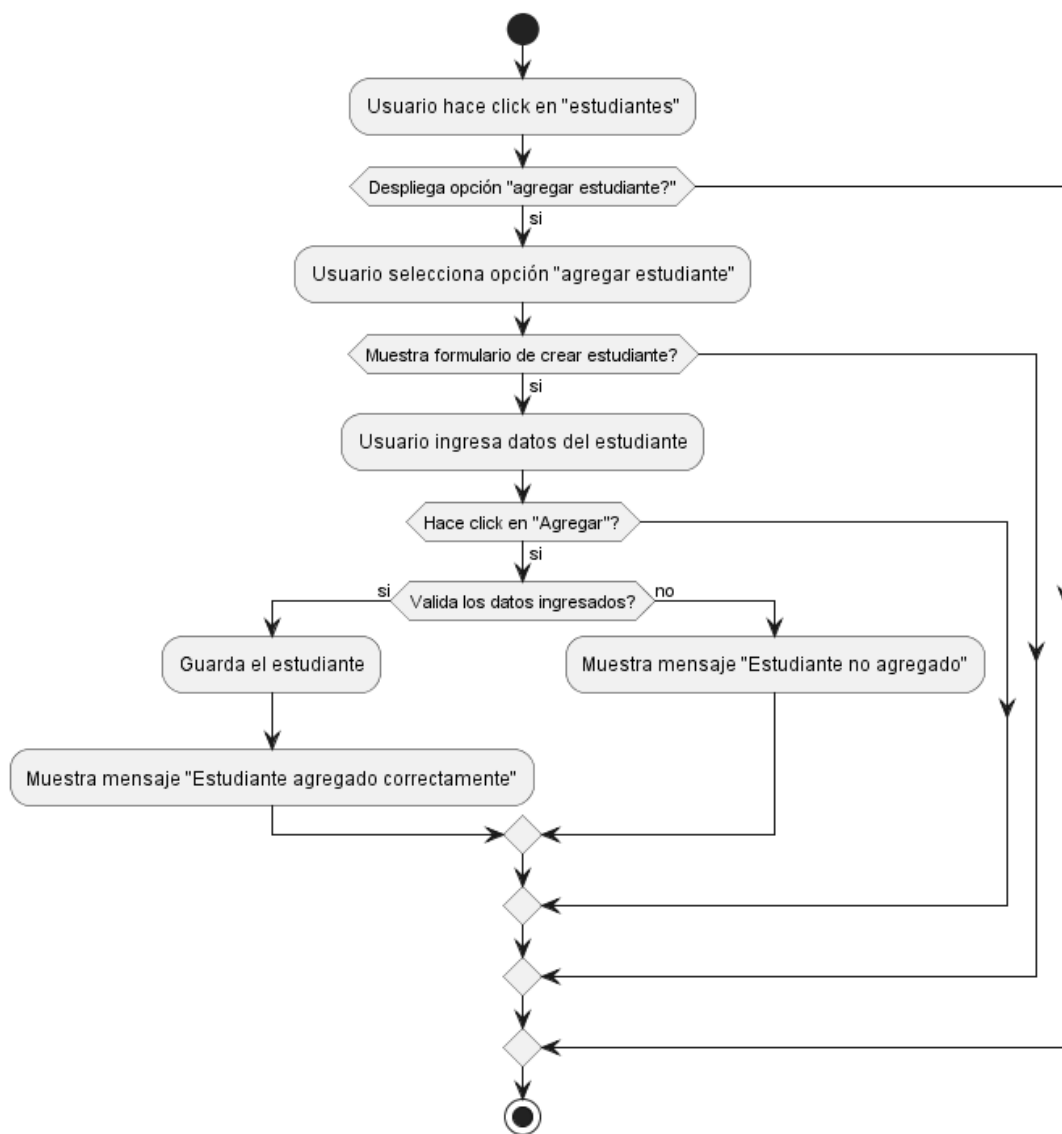 Usuario hace click en "estudiantes"
Despliega opción "agregar estudiante?"
si
Usuario selecciona opción "agregar estudiante"
Muestra formulario de crear estudiante?
si
Usuario ingresa datos del estudiante
Hace click en "Agregar"?
si
si
Valida los datos ingresados?
no
Guarda el estudiante
Muestra mensaje "Estudiante no agregado"
Muestra mensaje "Estudiante agregado correctamente"